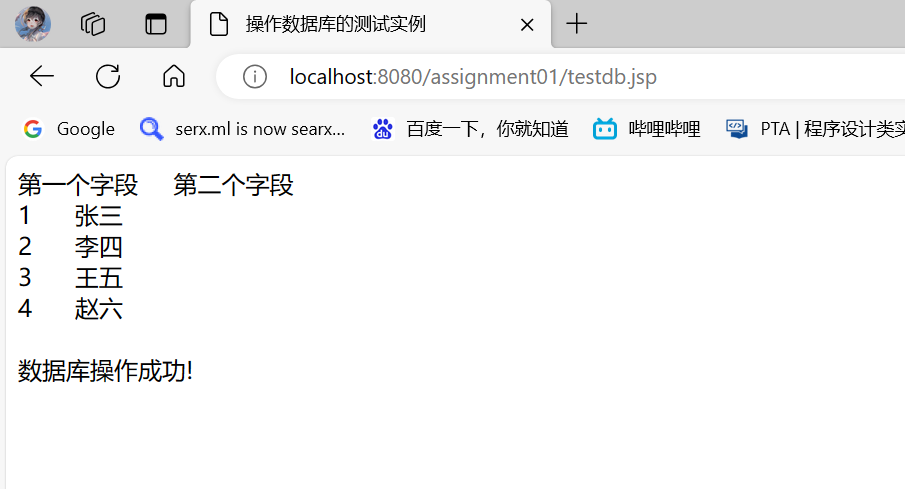 操作数据库的测试实例
localhost:8080/assignment01/testdb.jsp
Google serx.ml is now searx... 百度一下，你就知道 哔哩哔哩 PTA | 程序设计类实
第一个字段 第二个字段
1 张三
2 李四
3 王五
4 赵六
数据库操作成功!